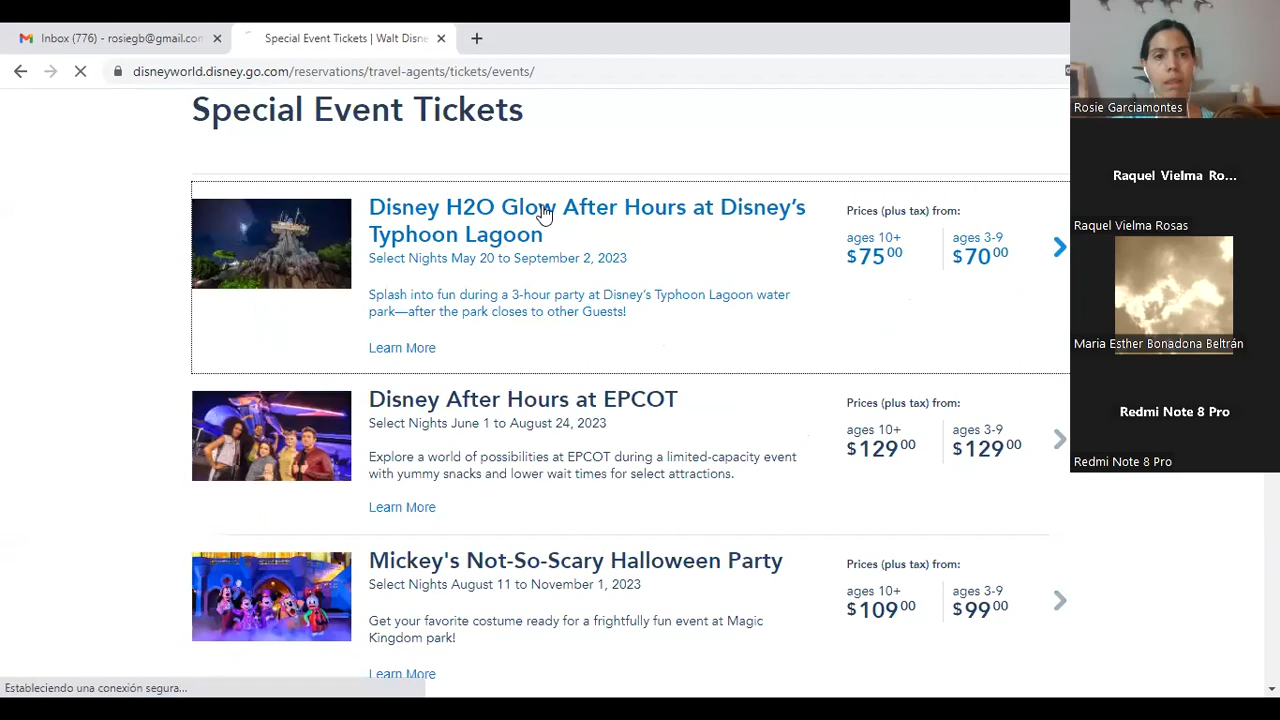 Inbox (776) - rosiegb@gmail.con
Special Event Tickets | Walt Disne
disneyworld.disney.go.com/reservations/travel-agents/tickets/events/
Special Event Tickets
Disney H2O Glow After Hours at Disney's
Typhoon Lagoon
Select Nights May 20 to September 2, 2023
Splash into fun during a 3-hour party at Disney's Typhoon Lagoon water
park—after the park closes to other Guests!
Learn More
Prices (plus tax) from:
ages 10+ ages 3-9
$75 00 $70 00
Disney After Hours at EPCOT
Select Nights June 1 to August 24, 2023
Explore a world of possibilities at EPCOT during a limited-capacity event
with yummy snacks and lower wait times for select attractions.
Learn More
Prices (plus tax) from:
ages 10+ ages 3-9
$129 00 $129 00
Mickey's Not-So-Scary Halloween Party
Select Nights August 11 to November 1, 2023
Get your favorite costume ready for a frightfully fun event at Magic
Kingdom park!
Learn More
Prices (plus tax) from:
ages 10+ ages 3-9
$109 00 $99 00
Estableciendo una conexión segura...
Rosie Garciamontes
Raquel Vielma Ro...
Raquel Vielma Rosas
Maria Esther Bonadona Beltrán
Redmi Note 8 Pro
Redmi Note 8 Pro